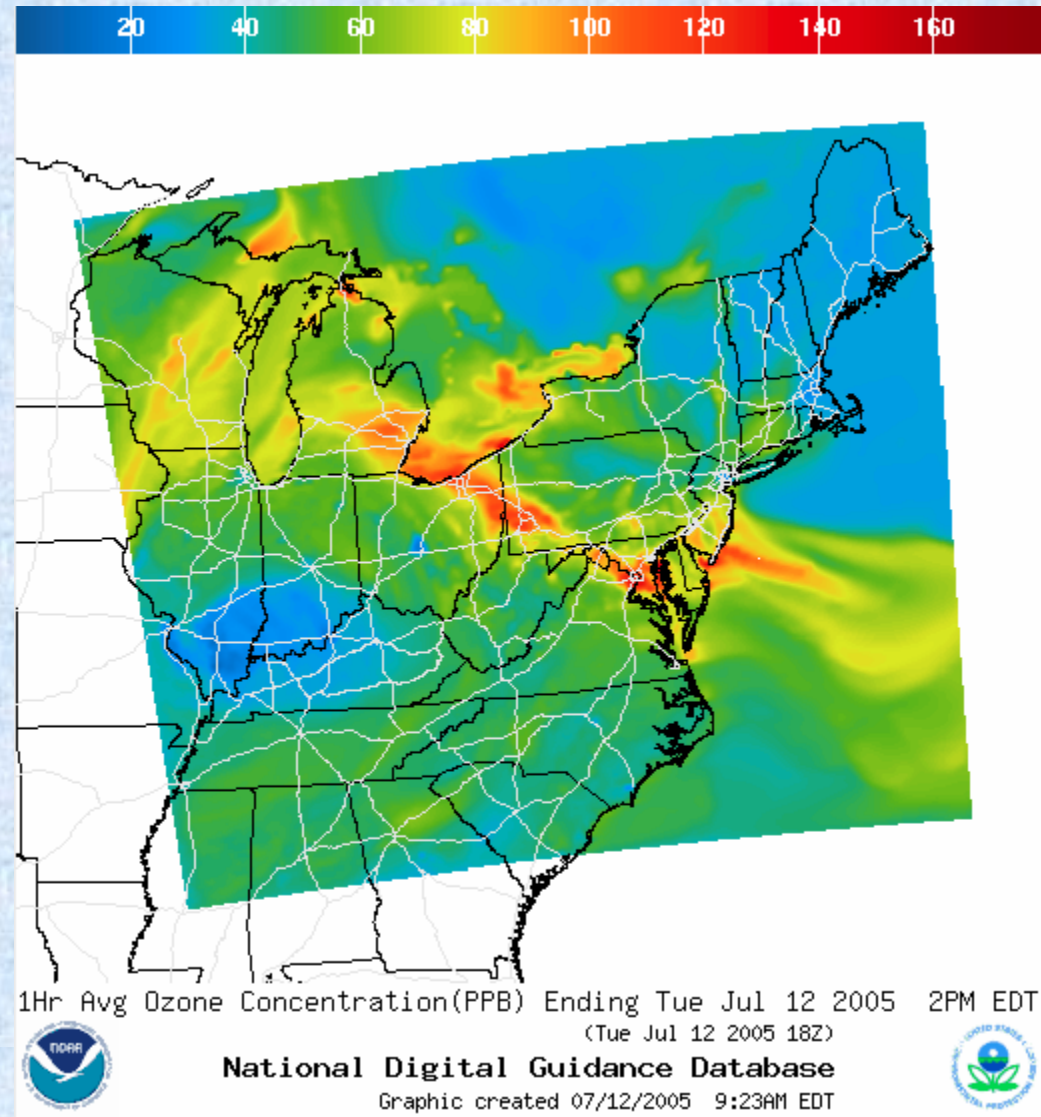 20 40 60 80 100 120 140 160
1Hr Avg Ozone Concentration(PPB) Ending Tue Jul 12 2005 2PM EDT
(Tue Jul 12 2005 18Z)
National Digital Guidance Database
Graphic created 07/12/2005 9:23AM EDT
NOAA